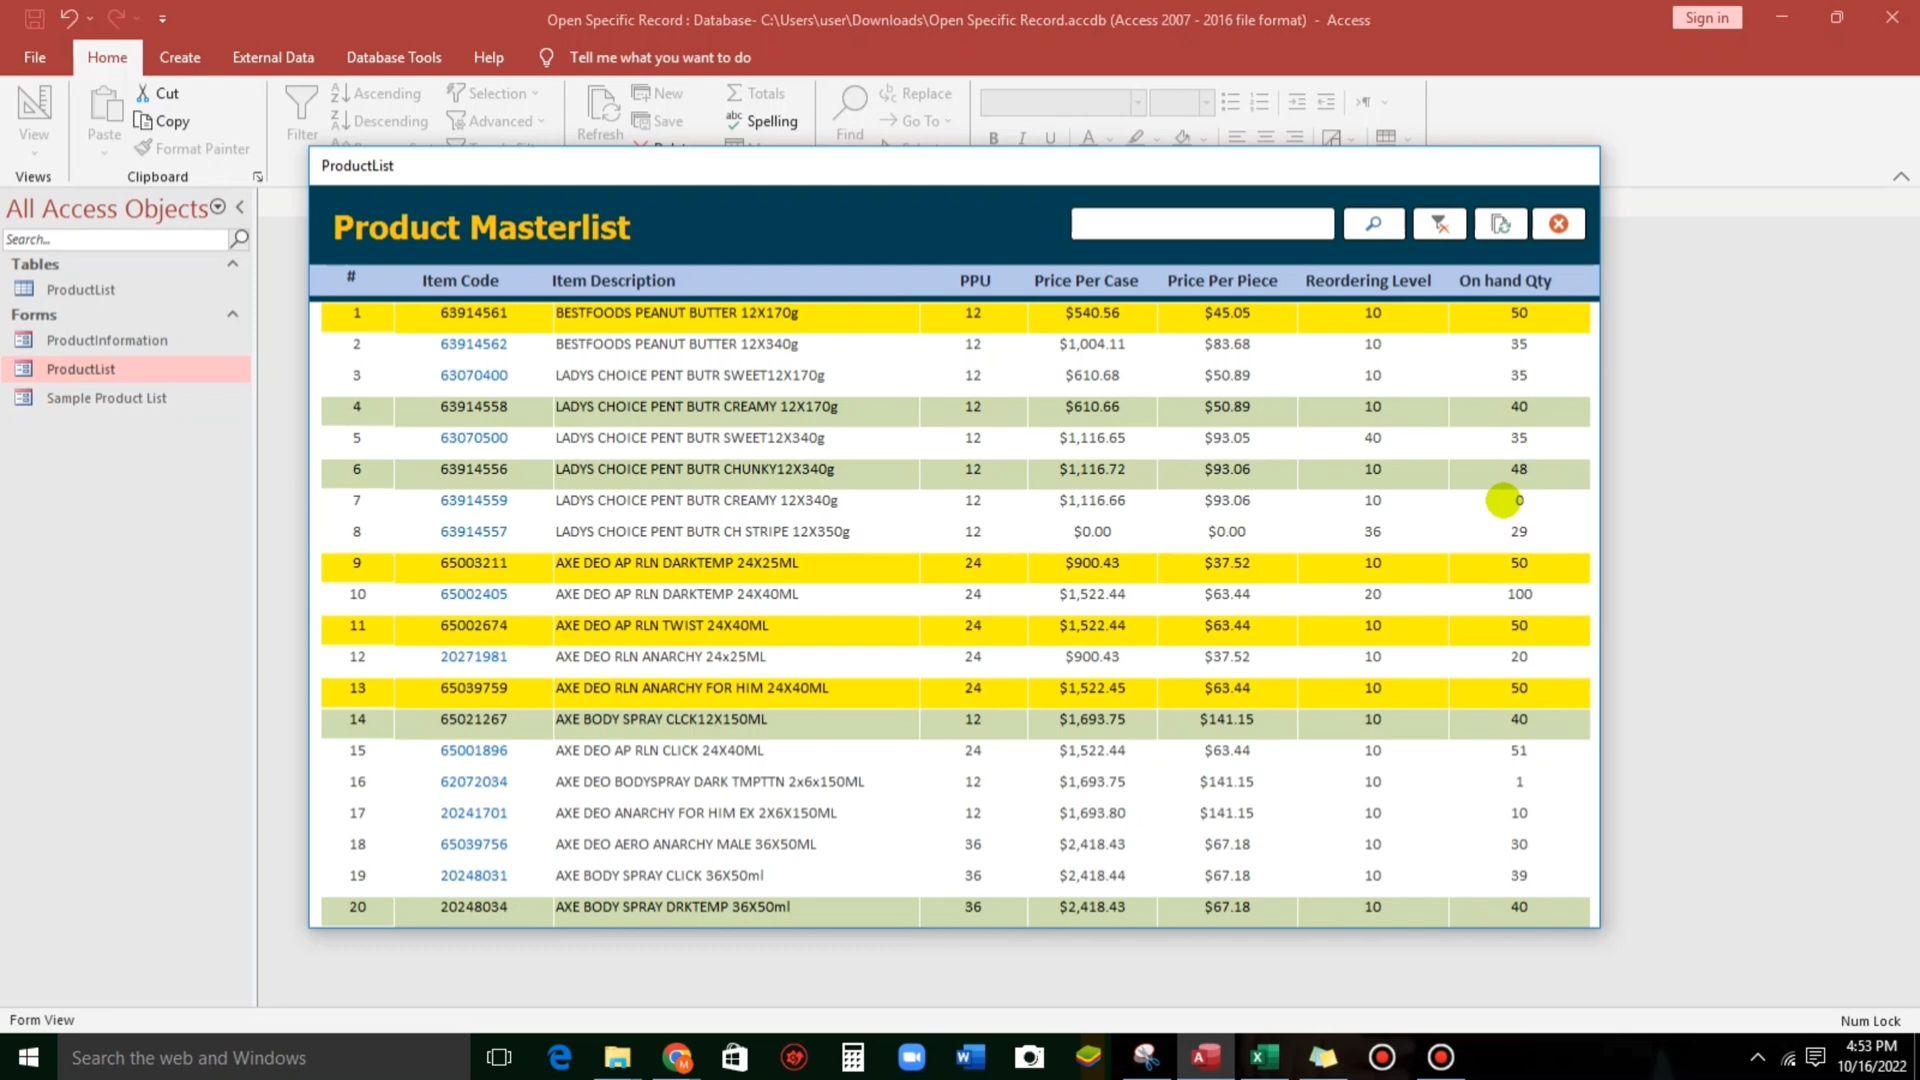 Open Specific Record : Database- C:\Users\user\Downloads\Open Specific Record.accdb (Access 2007 - 2016 file format) - Access
Sign in
File Home Create External Data Database Tools Help Tell me what you want to do
View
Paste
Cut
Copy
Format Painter
Filter
Ascending
Descending
Selection
Advanced
Refresh
New
Save
Totals
Spelling
Find
Replace
Go To
B I U A
Views
Clipboard
All Access Objects
Search...
Tables
ProductList
Forms
ProductInformation
ProductList
Sample Product List
ProductList
Product Masterlist
# Item Code Item Description PPU Price Per Case Price Per Piece Reordering Level On hand Qty
1 63914561 BESTFOODS PEANUT BUTTER 12X170g 12 $540.56 $45.05 10 50
2 63914562 BESTFOODS PEANUT BUTTER 12X340g 12 $1,004.11 $83.68 10 35
3 63070400 LADYS CHOICE PENT BUTR SWEET12X170g 12 $610.68 $50.89 10 35
4 63914558 LADYS CHOICE PENT BUTR CREAMY 12X170g 12 $610.66 $50.89 10 40
5 63070500 LADYS CHOICE PENT BUTR SWEET12X340g 12 $1,116.65 $93.05 40 35
6 63914556 LADYS CHOICE PENT BUTR CHUNKY12X340g 12 $1,116.72 $93.06 10 48
7 63914559 LADYS CHOICE PENT BUTR CREAMY 12X340g 12 $1,116.66 $93.06 10 0
8 63914557 LADYS CHOICE PENT BUTR CH STRIPE 12X350g 12 $0.00 $0.00 36 29
9 65003211 AXE DEO AP RLN DARKTEMP 24X25ML 24 $900.43 $37.52 10 50
10 65002405 AXE DEO AP RLN DARKTEMP 24X40ML 24 $1,522.44 $63.44 20 100
11 65002674 AXE DEO AP RLN TWIST 24X40ML 24 $1,522.44 $63.44 10 50
12 20271981 AXE DEO RLN ANARCHY 24x25ML 24 $900.43 $37.52 10 20
13 65039759 AXE DEO RLN ANARCHY FOR HIM 24X40ML 24 $1,522.45 $63.44 10 50
14 65021267 AXE BODY SPRAY CLCK12X150ML 12 $1,693.75 $141.15 10 40
15 65001896 AXE DEO AP RLN CLICK 24X40ML 24 $1,522.44 $63.44 10 51
16 62072034 AXE DEO BODYSPRAY DARK TMPTTN 2x6x150ML 12 $1,693.75 $141.15 10 1
17 20241701 AXE DEO ANARCHY FOR HIM EX 2X6X150ML 12 $1,693.80 $141.15 10 10
18 65039756 AXE DEO AERO ANARCHY MALE 36X50ML 36 $2,418.43 $67.18 10 30
19 20248031 AXE BODY SPRAY CLICK 36X50ml 36 $2,418.44 $67.18 10 39
20 20248034 AXE BODY SPRAY DRKTEMP 36X50ml 36 $2,418.43 $67.18 10 40
Form View
Num Lock
Search the web and Windows
4:53 PM
10/16/2022